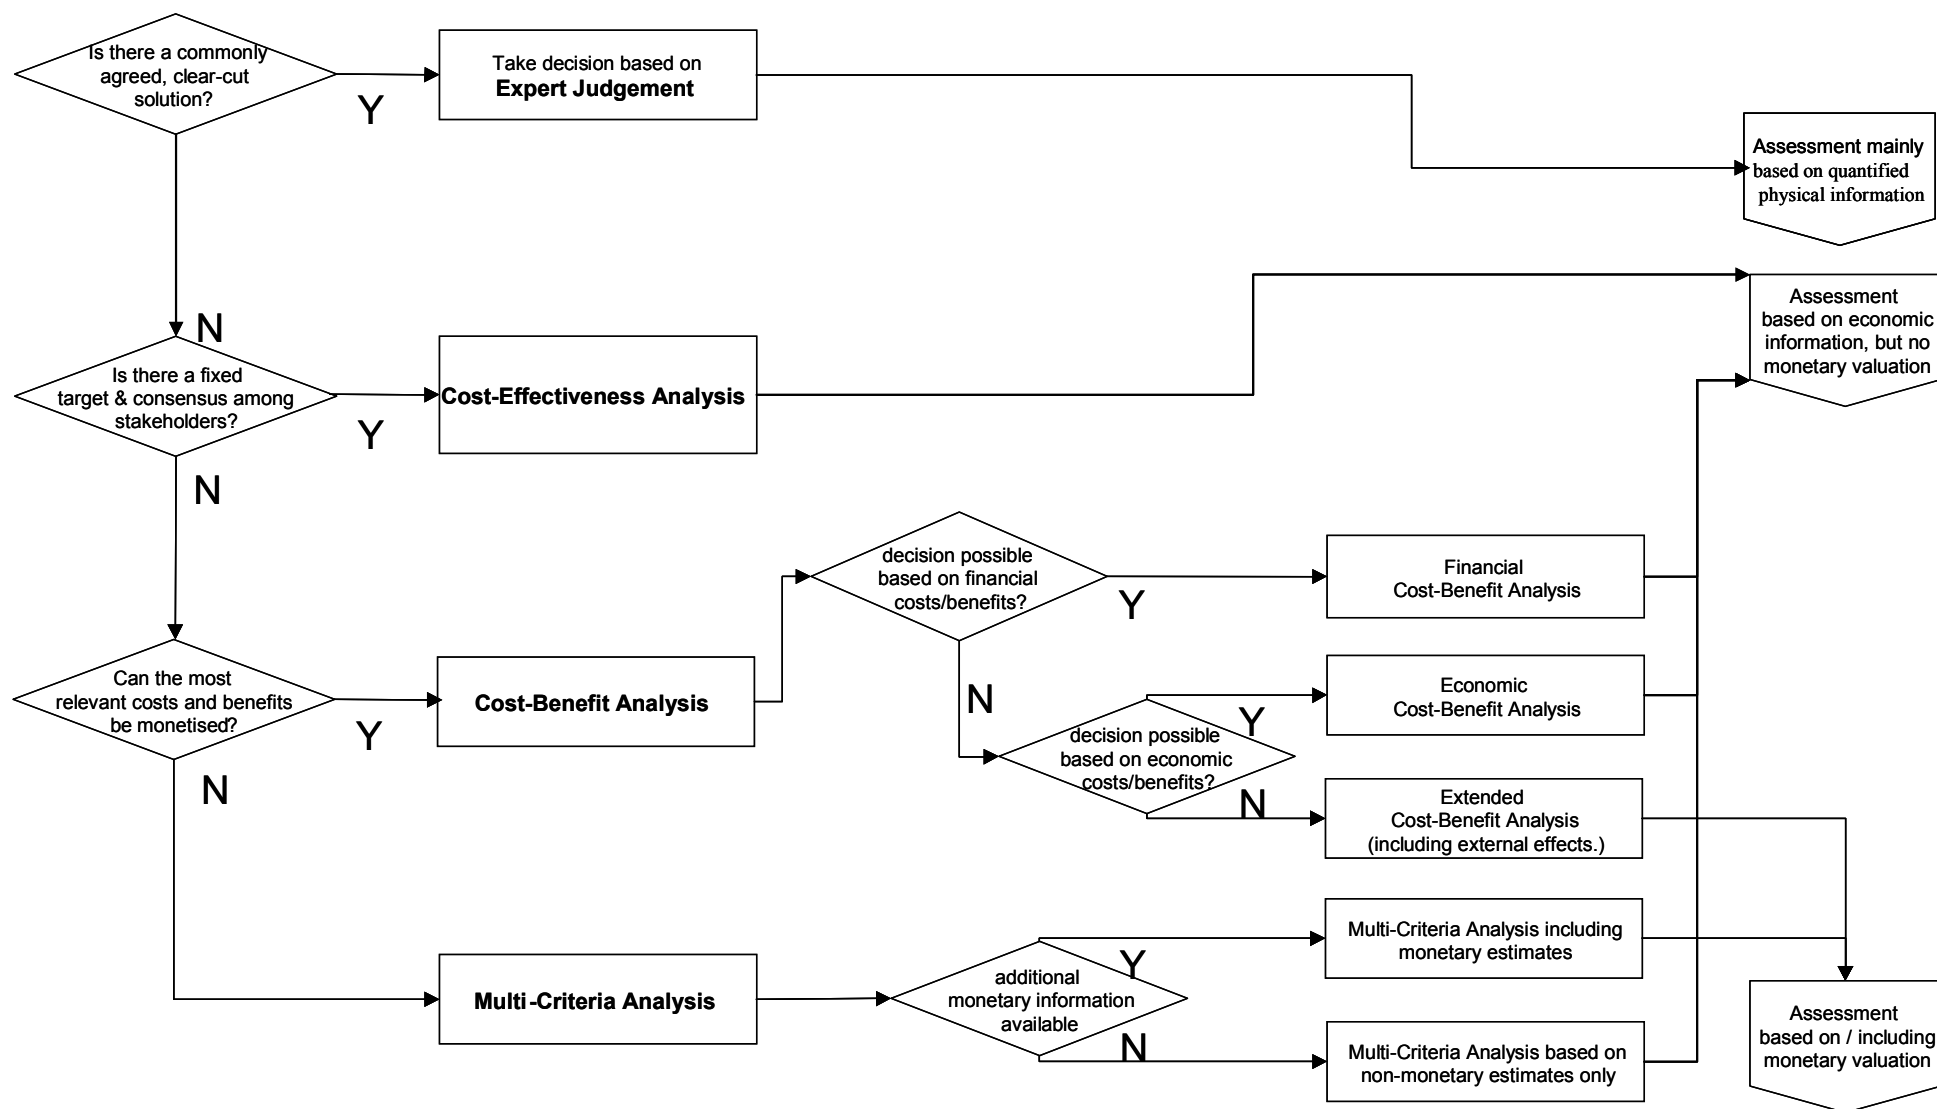 Is there a commonly
agreed, clear-cut
solution?
Y
Take decision based on
Expert Judgement
Assessment mainly
based on quantified
physical information
N
Is there a fixed
target & consensus among
stakeholders?
Y
Cost-Effectiveness Analysis
Assessment
based on economic
information, but no
monetary valuation
N
Can the most
relevant costs and benefits
be monetised?
Y
Cost-Benefit Analysis
decision possible
based on financial
costs/benefits?
Y
Financial
Cost-Benefit Analysis
N
decision possible
based on economic
costs/benefits?
Y
Economic
Cost-Benefit Analysis
N
Extended
Cost-Benefit Analysis
(including external effects.)
N
Multi-Criteria Analysis
additional
monetary information
available
Y
Multi-Criteria Analysis including
monetary estimates
N
Multi-Criteria Analysis based on
non-monetary estimates only
Assessment
based on / including
monetary valuation